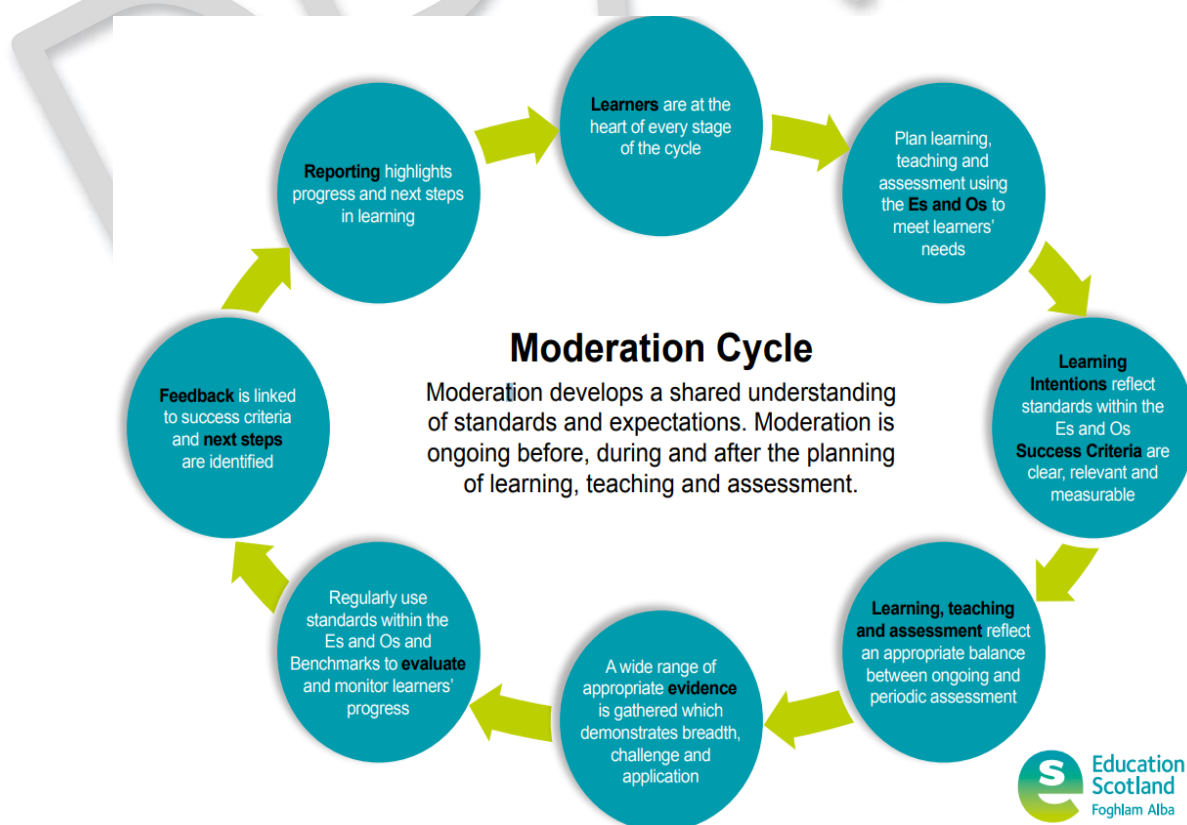 Learners are at the
heart of every stage
of the cycle
Plan learning,
teaching and
assessment using
the Es and Os to
meet learners'
needs
Learning
Intentions reflect
standards within the
Es and Os
Success Criteria are
clear, relevant and
measurable
Learning, teaching
and assessment reflect
an appropriate balance
between ongoing and
periodic assessment
A wide range of
appropriate evidence
is gathered which
demonstrates breadth,
challenge and
application
Regularly use
standards within the
Es and Os and
Benchmarks to evaluate
and monitor learners'
progress
Feedback is linked
to success criteria
and next steps
are identified
Reporting highlights
progress and next steps
in learning
Moderation Cycle
Moderation develops a shared understanding
of standards and expectations. Moderation is
ongoing before, during and after the planning
of learning, teaching and assessment.
Education
Scotland
Foghlam Alba